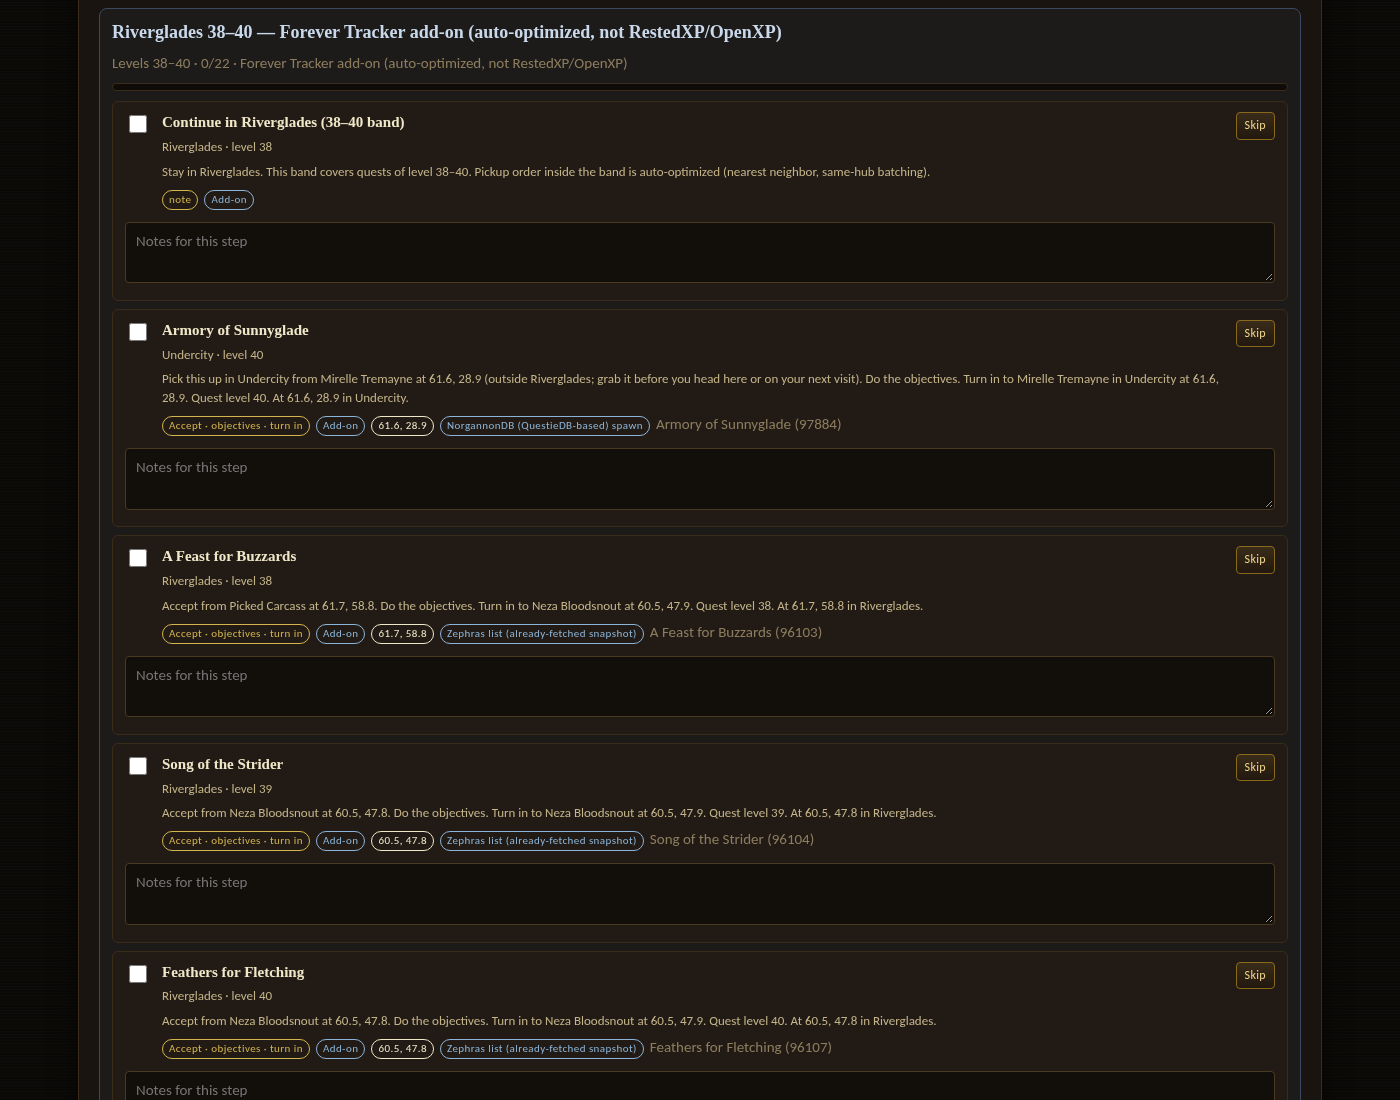 Riverglades 38–40 — Forever Tracker add-on (auto-optimized, not RestedXP/OpenXP)
Levels 38–40 · 0/22 · Forever Tracker add-on (auto-optimized, not RestedXP/OpenXP)
Continue in Riverglades (38–40 band)
Skip
Riverglades · level 38
Stay in Riverglades. This band covers quests of level 38–40. Pickup order inside the band is auto-optimized (nearest neighbor, same-hub batching).
note Add-on
Notes for this step
Armory of Sunnyglade
Skip
Undercity · level 40
Pick this up in Undercity from Mirelle Tremayne at 61.6, 28.9 (outside Riverglades; grab it before you head here or on your next visit). Do the objectives. Turn in to Mirelle Tremayne in Undercity at 61.6,
28.9. Quest level 40. At 61.6, 28.9 in Undercity.
Accept · objectives · turn in Add-on 61.6, 28.9 NorgannonDB (QuestieDB-based) spawn Armory of Sunnyglade (97884)
Notes for this step
A Feast for Buzzards
Skip
Riverglades · level 38
Accept from Picked Carcass at 61.7, 58.8. Do the objectives. Turn in to Neza Bloodsnout at 60.5, 47.9. Quest level 38. At 61.7, 58.8 in Riverglades.
Accept · objectives · turn in Add-on 61.7, 58.8 Zephras list (already-fetched snapshot) A Feast for Buzzards (96103)
Notes for this step
Song of the Strider
Skip
Riverglades · level 39
Accept from Neza Bloodsnout at 60.5, 47.8. Do the objectives. Turn in to Neza Bloodsnout at 60.5, 47.9. Quest level 39. At 60.5, 47.8 in Riverglades.
Accept · objectives · turn in Add-on 60.5, 47.8 Zephras list (already-fetched snapshot) Song of the Strider (96104)
Notes for this step
Feathers for Fletching
Skip
Riverglades · level 40
Accept from Neza Bloodsnout at 60.5, 47.8. Do the objectives. Turn in to Neza Bloodsnout at 60.5, 47.9. Quest level 40. At 60.5, 47.8 in Riverglades.
Accept · objectives · turn in Add-on 60.5, 47.8 Zephras list (already-fetched snapshot) Feathers for Fletching (96107)
Notes for this step